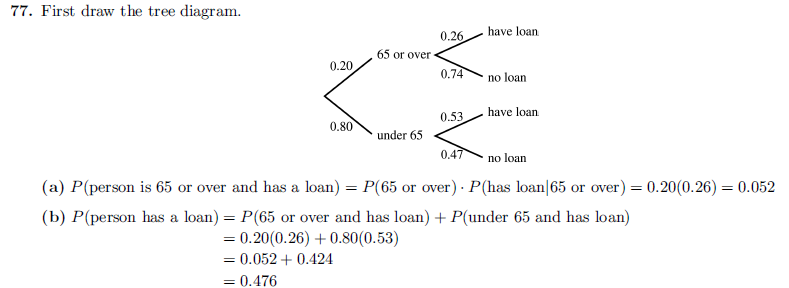 77. First draw the tree diagram.
0.26 have loan
65 or over
0.20
0.74 no loan
0.53 have loan
0.80
under 65
0.47 no loan
(a) P(person is 65 or over and has a loan) = P(65 or over) · P(has loan|65 or over) = 0.20(0.26) = 0.052
(b) P(person has a loan) = P(65 or over and has loan) + P(under 65 and has loan)
= 0.20(0.26) + 0.80(0.53)
= 0.052 + 0.424
= 0.476